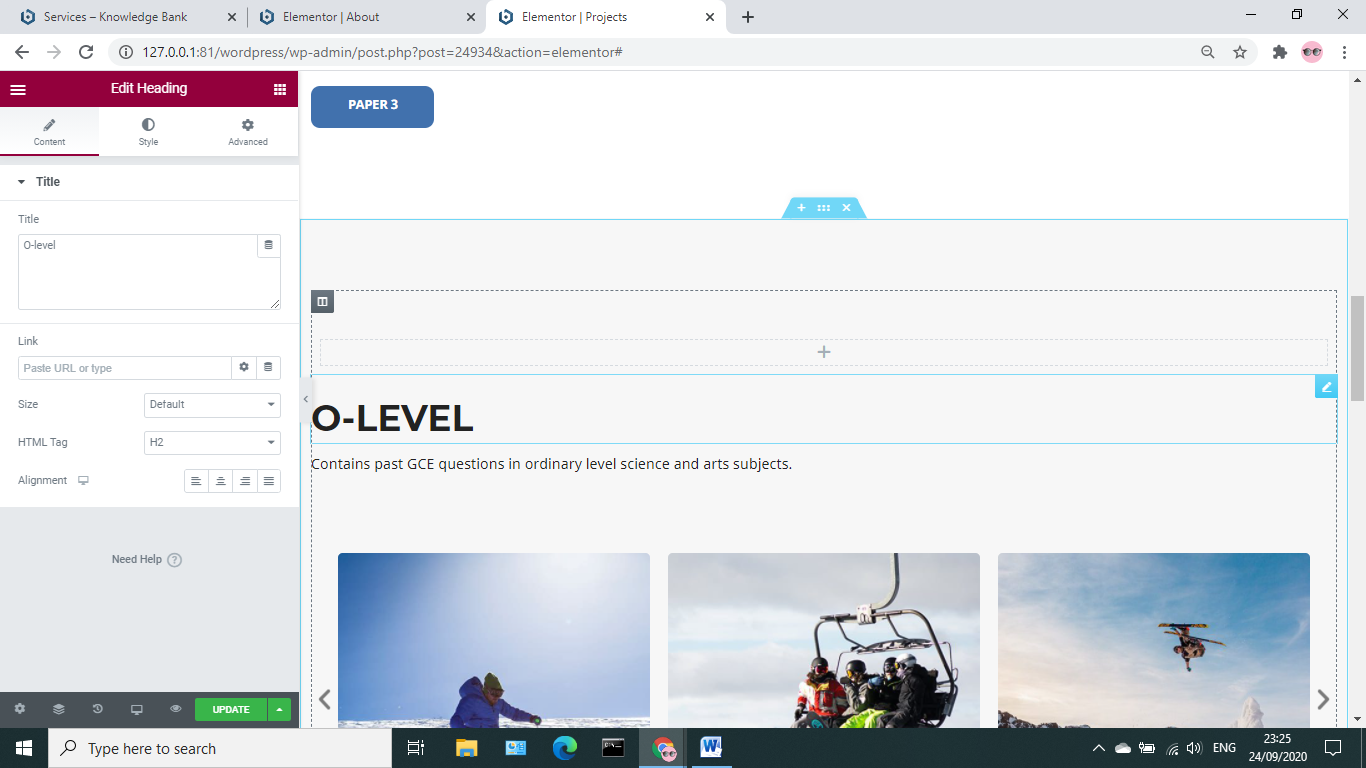 Services – Knowledge Bank
Elementor | About
Elementor | Projects
127.0.0.1:81/wordpress/wp-admin/post.php?post=24934&action=elementor#
Edit Heading
Content
Style
Advanced
Title
Title
O-level
Link
Paste URL or type
Size
Default
HTML Tag
H2
Alignment
Need Help
UPDATE
PAPER 3
O-LEVEL
Contains past GCE questions in ordinary level science and arts subjects.
Type here to search
ENG
23:25
24/09/2020